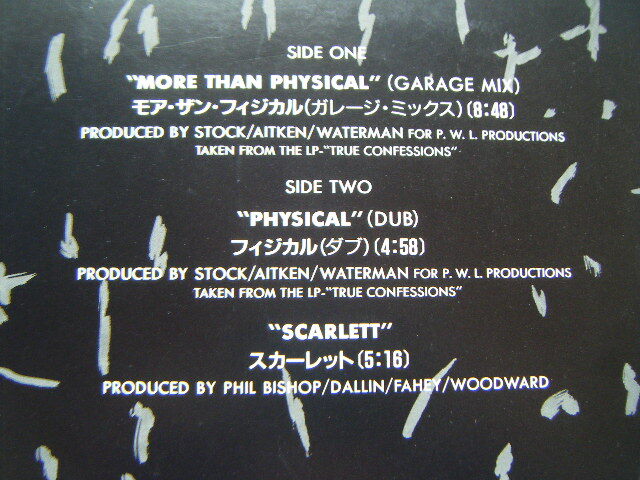 SIDE ONE
"MORE THAN PHYSICAL" (GARAGE MIX)
モア・ザン・フィジカル(ガレージ・ミックス)(8:48)
PRODUCED BY STOCK/AITKEN/WATERMAN FOR P. W. L. PRODUCTIONS
TAKEN FROM THE LP-"TRUE CONFESSIONS"
SIDE TWO
"PHYSICAL" (DUB)
フィジカル(ダブ)(4:58)
PRODUCED BY STOCK/AITKEN/WATERMAN FOR P. W. L. PRODUCTIONS
TAKEN FROM THE LP-"TRUE CONFESSIONS"
"SCARLETT"
スカーレット(5:16)
PRODUCED BY PHIL BISHOP/DALLIN/FAHEY/WOODWARD